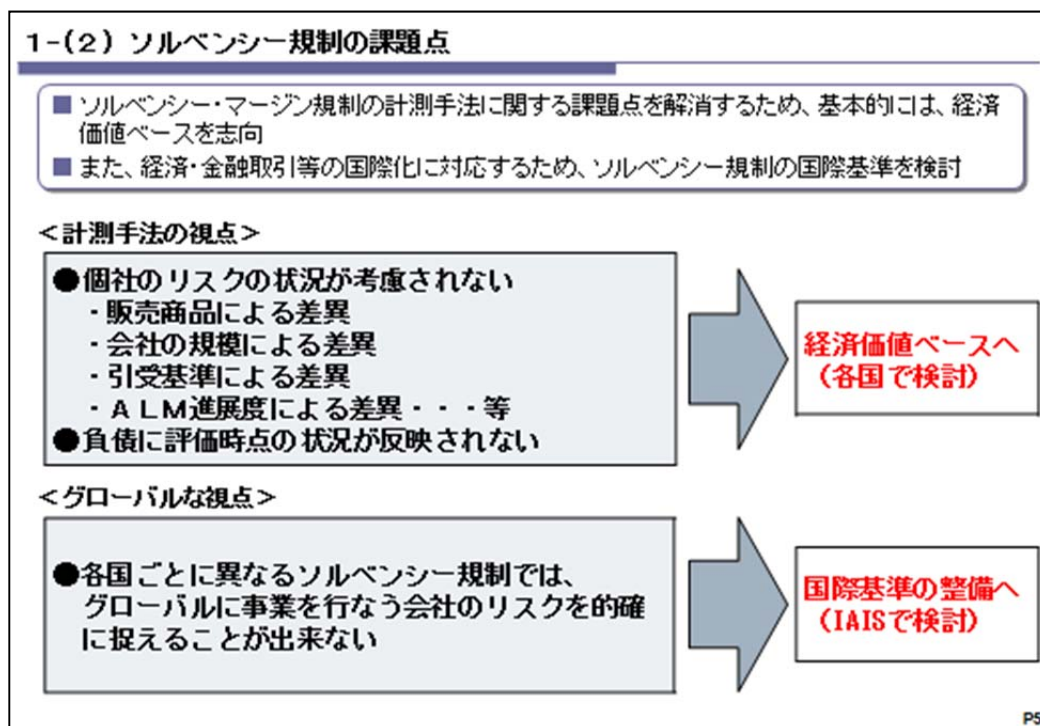 1-(2) ソルベンシー規制の課題点
■ ソルベンシー・マージン規制の計測手法に関する課題点を解消するため、基本的には、経済
価値ベースを志向
■ また、経済・金融取引等の国際化に対応するため、ソルベンシー規制の国際基準を検討
＜計測手法の視点＞
●個社のリスクの状況が考慮されない
・販売商品による差異
・会社の規模による差異
・引受基準による差異
・ＡＬＭ進展度による差異・・・等
●負債に評価時点の状況が反映されない
経済価値ベースへ
（各国で検討）
＜グローバルな視点＞
●各国ごとに異なるソルベンシー規制では、
グローバルに事業を行なう会社のリスクを的確
に捉えることが出来ない
国際基準の整備へ
（IAISで検討）
P5